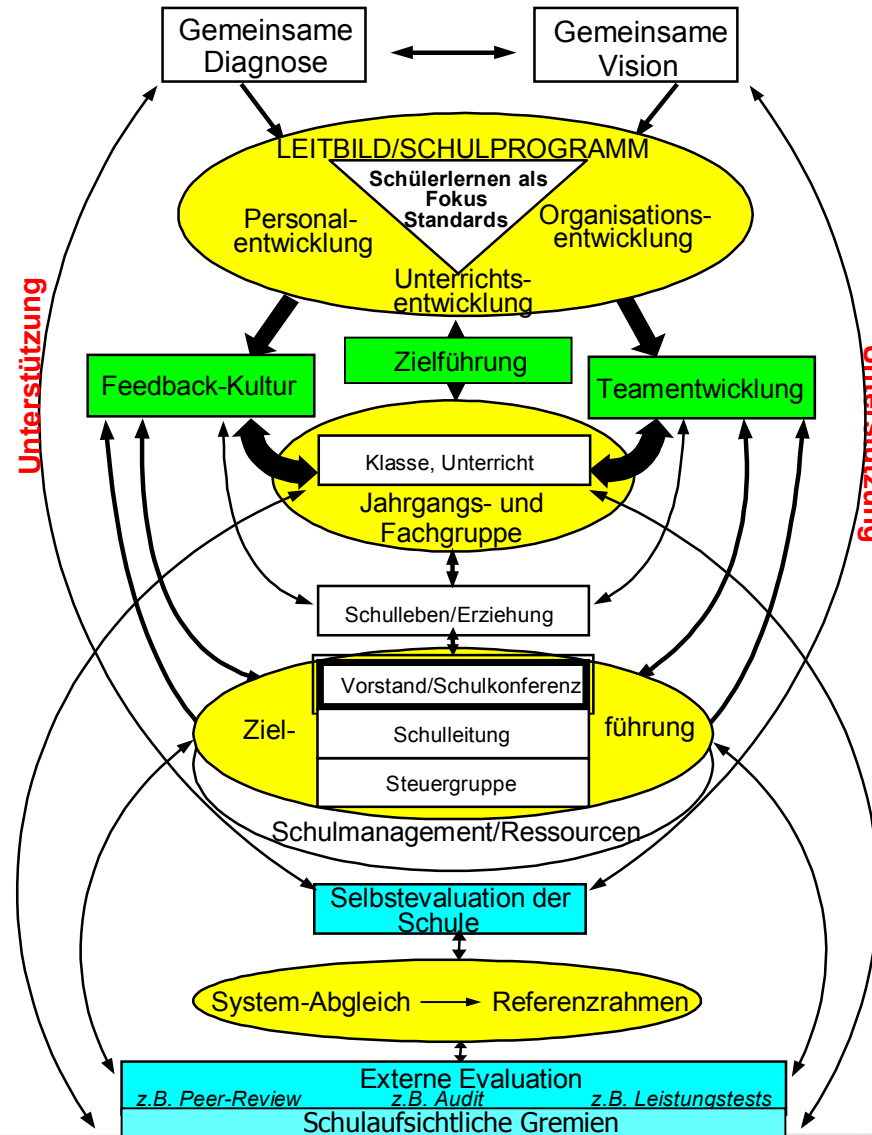 Gemeinsame
Diagnose
Gemeinsame
Vision
LEITBILD/SCHULPROGRAMM
Schülerlernen als
Fokus
Standards
Personal-
entwicklung
Organisations-
entwicklung
Unterrichts-
entwicklung
Unterstützung
Unterstützung
Feedback-Kultur
Zielführung
Teamentwicklung
Klasse, Unterricht
Jahrgangs- und
Fachgruppe
Schulleben/Erziehung
Vorstand/Schulkonferenz
Ziel-
führung
Schulleitung
Steuergruppe
Schulmanagement/Ressourcen
Selbstevaluation der
Schule
System-Abgleich
Referenzrahmen
Externe Evaluation
z.B. Peer-Review z.B. Audit z.B. Leistungstests
Schulaufsichtliche Gremien